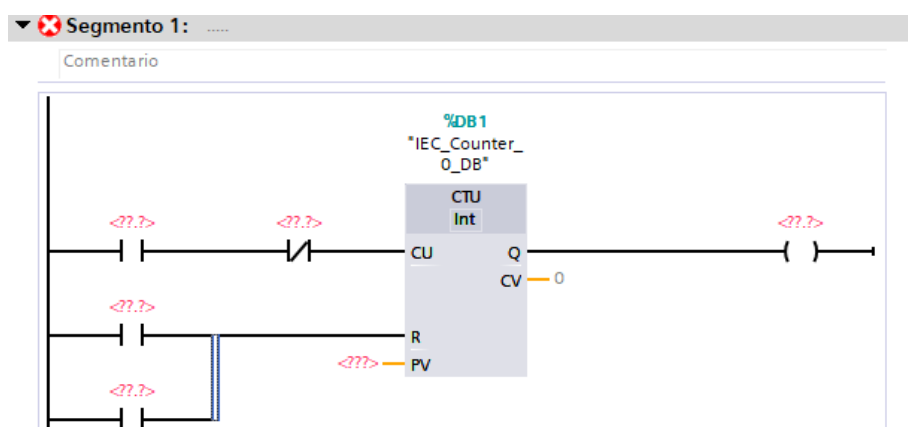 Segmento 1: .....
Comentario
%DB1
"IEC_Counter_
0_DB"
CTU
Int
<??.?> <??.?> <??.?>
CU Q
CV 0
<??.?>
R
<???> PV
<??.?>